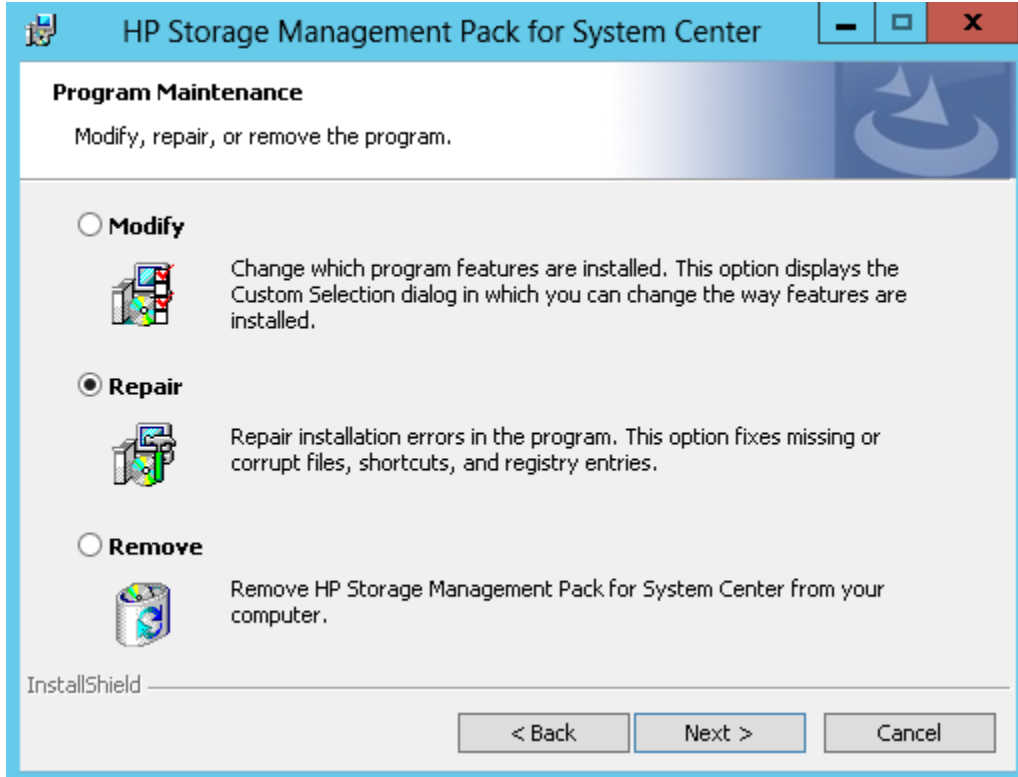 HP Storage Management Pack for System Center
Program Maintenance
Modify, repair, or remove the program.
Modify
Change which program features are installed. This option displays the
Custom Selection dialog in which you can change the way features are
installed.
Repair
Repair installation errors in the program. This option fixes missing or
corrupt files, shortcuts, and registry entries.
Remove
Remove HP Storage Management Pack for System Center from your
computer.
InstallShield
< Back
Next >
Cancel